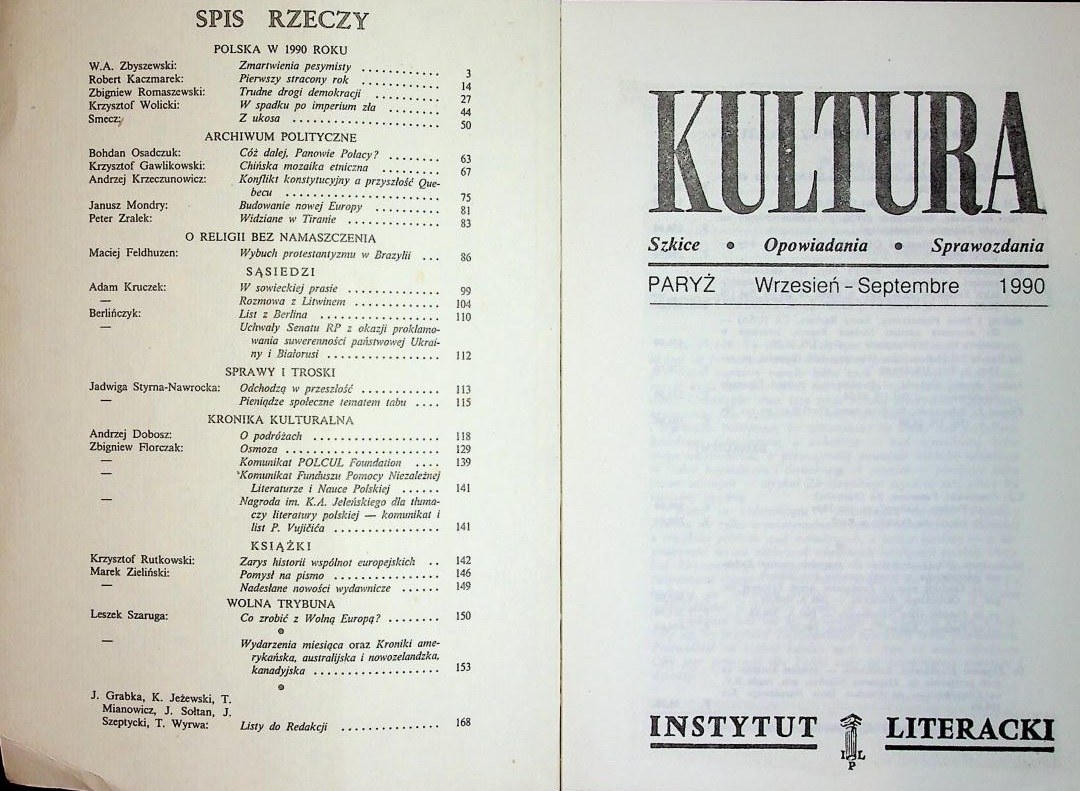 SPIS RZECZY
POLSKA W 1990 ROKU
W.A. Zbyszewski: Zmartwienia pesymisty . . . . . . . . . . . 3
Robert Kaczmarek: Pierwszy stracony rok . . . . . . . . . . . 14
Zbigniew Romaszewski: Trudne drogi demokracji . . . . . . . . . . 27
Krzysztof Wolicki: W spadku po imperium zła . . . . . . . . 44
Smecz: Z ukosa . . . . . . . . . . . . . . . . . . . . 50
ARCHIWUM POLITYCZNE
Bohdan Osadczuk: Cóż dalej, Panowie Polacy? . . . . . . . . 63
Krzysztof Gawlikowski: Chińska mozaika etniczna . . . . . . . . . 67
Andrzej Krzeczunowicz: Konflikt konstytucyjny a przyszłość Que-
becu . . . . . . . . . . . . . . . . . . . . . 75
Janusz Mondry: Budowanie nowej Europy . . . . . . . . . . 81
Peter Zralek: Widziane w Tiranie . . . . . . . . . . . . . . 83
O RELIGII BEZ NAMASZCZENIA
Maciej Feldhuzen: Wybuch protestantyzmu w Brazylii . . . 86
SĄSIEDZI
Adam Kruczek: W sowieckiej prasie . . . . . . . . . . . . . 99
— Rozmowa z Litwinem . . . . . . . . . . . . . 104
Berlińczyk: List z Berlina . . . . . . . . . . . . . . . . . 110
— Uchwały Senatu RP z okazji proklamo-
wania suwerenności państwowej Ukrai-
ny i Białorusi . . . . . . . . . . . . . . . . 112
SPRAWY I TROSKI
Jadwiga Styrna-Nawrocka: Odchodzą w przeszłość . . . . . . . . . . . 113
— Pieniądze społeczne tematem tabu . . . . 115
KRONIKA KULTURALNA
Andrzej Dobosz: O podróżach . . . . . . . . . . . . . . . . . . 118
Zbigniew Florczak: Osmoza . . . . . . . . . . . . . . . . . . . . . . 129
— Komunikat POLCUL Foundation . . . . 139
— Komunikat Funduszu Pomocy Niezależnej
Literaturze i Nauce Polskiej . . . . . . 141
— Nagroda im. K.A. Jeleńskiego dla tłuma-
czy literatury polskiej — komunikat i
list P. Vujičića . . . . . . . . . . . . . . . . 141
KSIĄŻKI
Krzysztof Rutkowski: Zarys historii wspólnot europejskich . . 142
Marek Zieliński: Pomysł na pismo . . . . . . . . . . . . . . . 146
— Nadesłane nowości wydawnicze . . . . . . 149
WOLNA TRYBUNA
Leszek Szaruga: Co zrobić z Wolną Europą? . . . . . . . . 150
— Wydarzenia miesiąca oraz Kroniki ame-
rykańska, australijska i nowozelandzka,
kanadyjska . . . . . . . . . . . . . . . . . . 153
J. Grabka, K. Jeżewski, T.
Mianowicz, J. Sołtan, J.
Szeptycki, T. Wyrwa: Listy do Redakcji . . . . . . . . . . . . . . 168
KULTURA
Szkice • Opowiadania • Sprawozdania
PARYŻ Wrzesień – Septembre 1990
INSTYTUT LITERACKI
I L
P